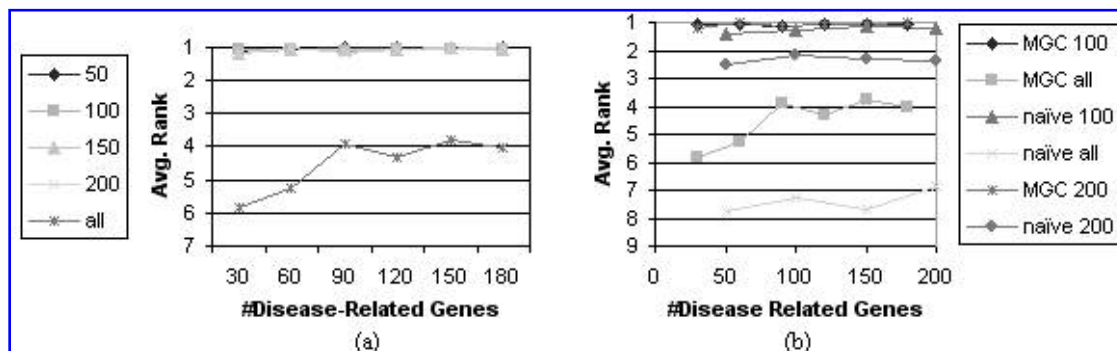 50
100
150
200
all
Avg. Rank
1
2
3
4
5
6
7
30 60 90 120 150 180
#Disease-Related Genes
(a)
Avg. Rank
1
2
3
4
5
6
7
8
9
0 50 100 150 200
#Disease Related Genes
(b)
MGC 100
MGC all
naïve 100
naïve all
MGC 200
naïve 200